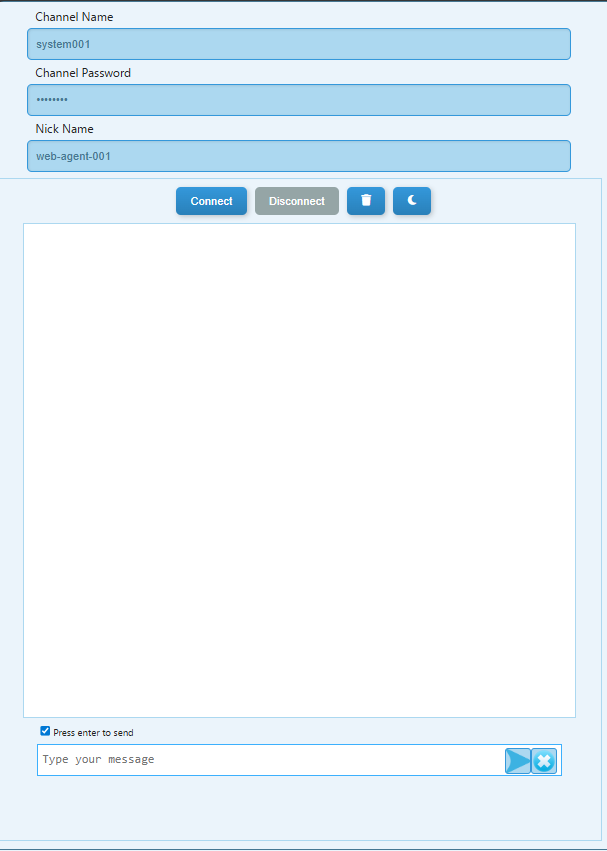 Channel Name
system001
Channel Password
••••••••
Nick Name
web-agent-001
Connect Disconnect
Press enter to send
Type your message